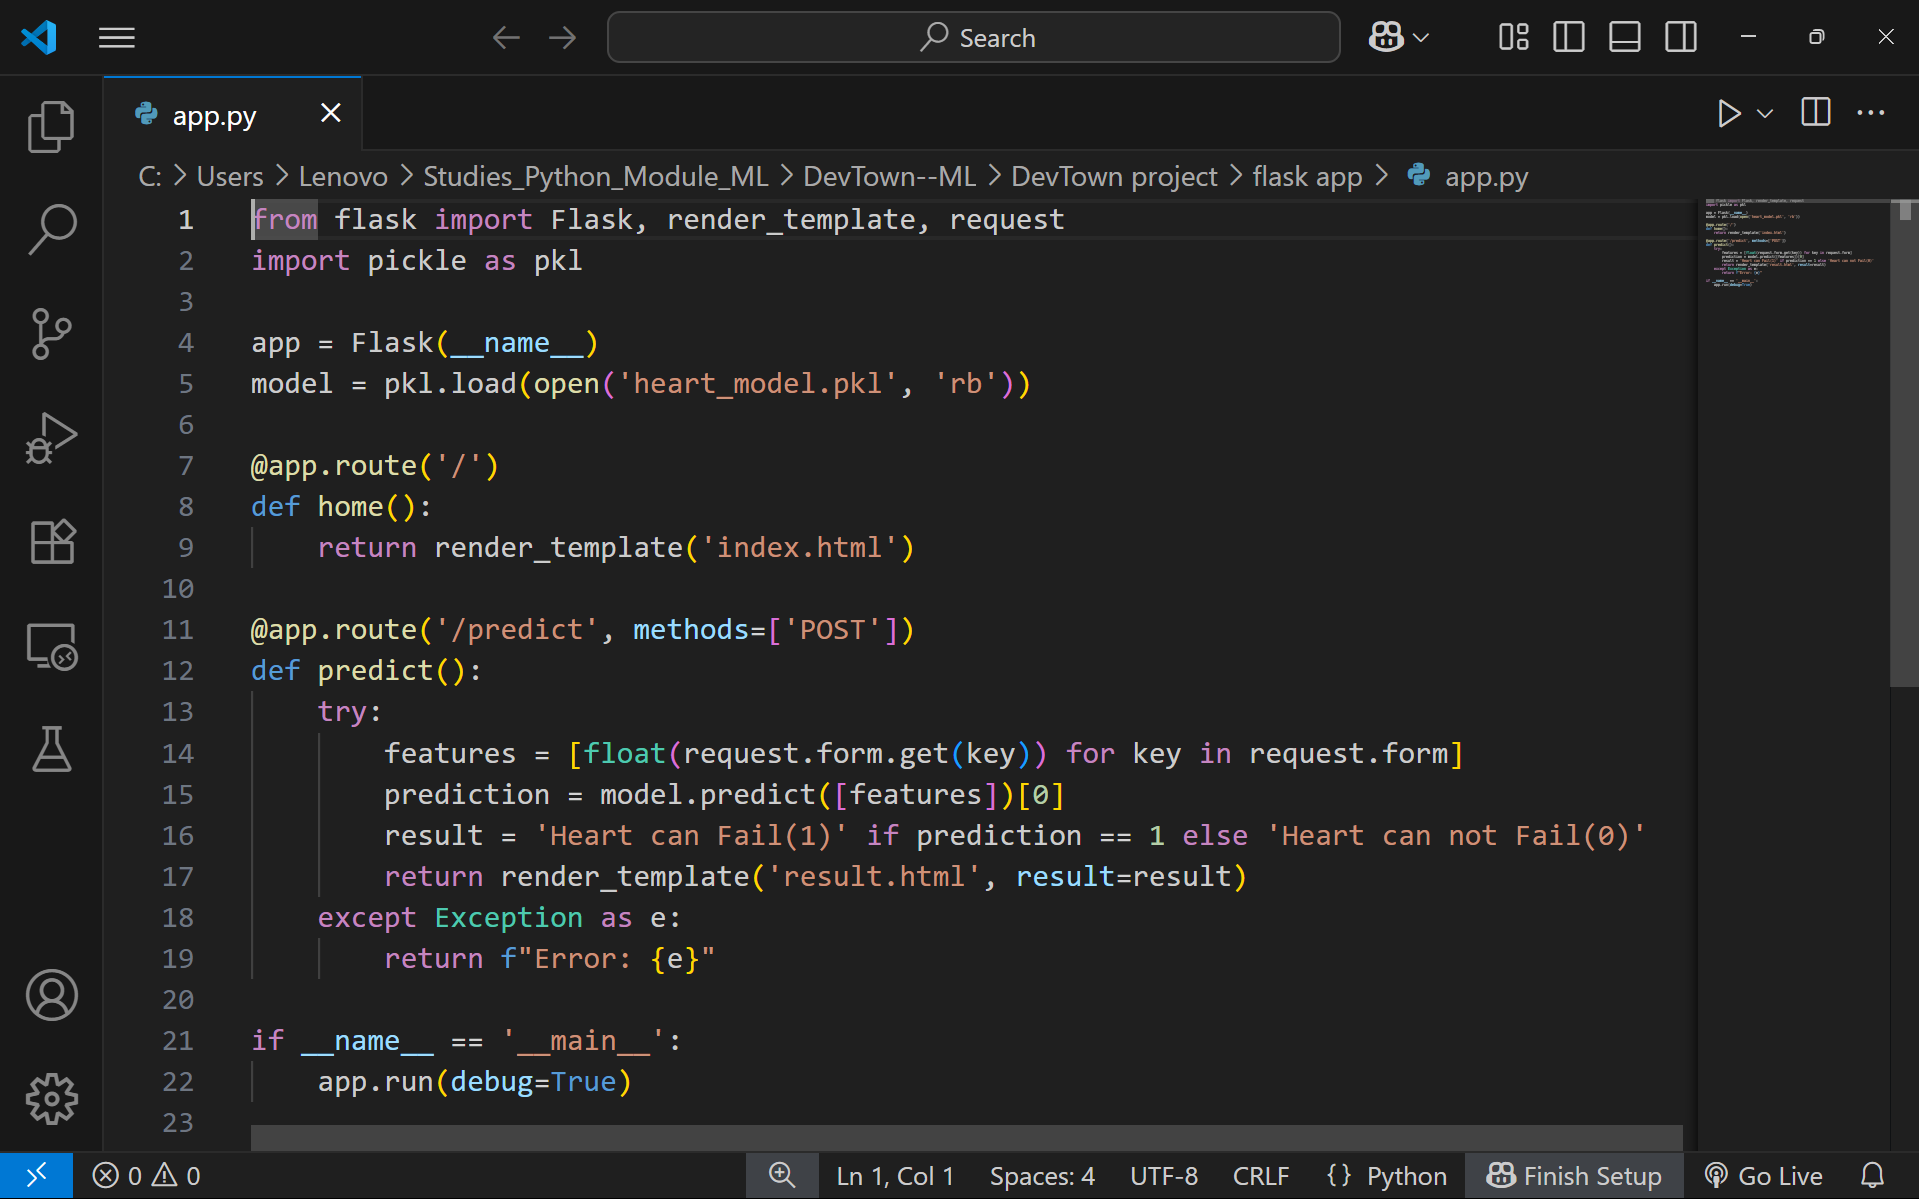 Search
app.py
C: > Users > Lenovo > Studies_Python_Module_ML > DevTown--ML > DevTown project > flask app > app.py
1 from flask import Flask, render_template, request
2 import pickle as pkl
3
4 app = Flask(__name__)
5 model = pkl.load(open('heart_model.pkl', 'rb'))
6
7 @app.route('/')
8 def home():
9     return render_template('index.html')
10
11 @app.route('/predict', methods=['POST'])
12 def predict():
13     try:
14         features = [float(request.form.get(key)) for key in request.form]
15         prediction = model.predict([features])[0]
16         result = 'Heart can Fail(1)' if prediction == 1 else 'Heart can not Fail(0)'
17         return render_template('result.html', result=result)
18     except Exception as e:
19         return f"Error: {e}"
20
21 if __name__ == '__main__':
22     app.run(debug=True)
23
0 0 Ln 1, Col 1 Spaces: 4 UTF-8 CRLF {} Python Finish Setup Go Live